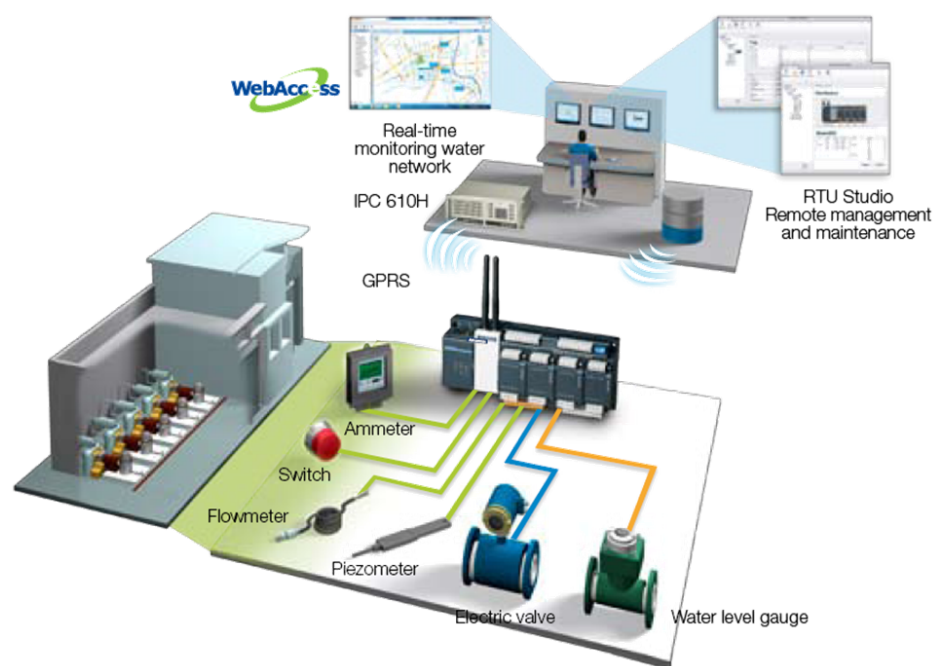 WebAccess
Real-time
monitoring water
network
IPC 610H
RTU Studio
Remote management
and maintenance
GPRS
Ammeter
Switch
Flowmeter
Piezometer
Electric valve
Water level gauge